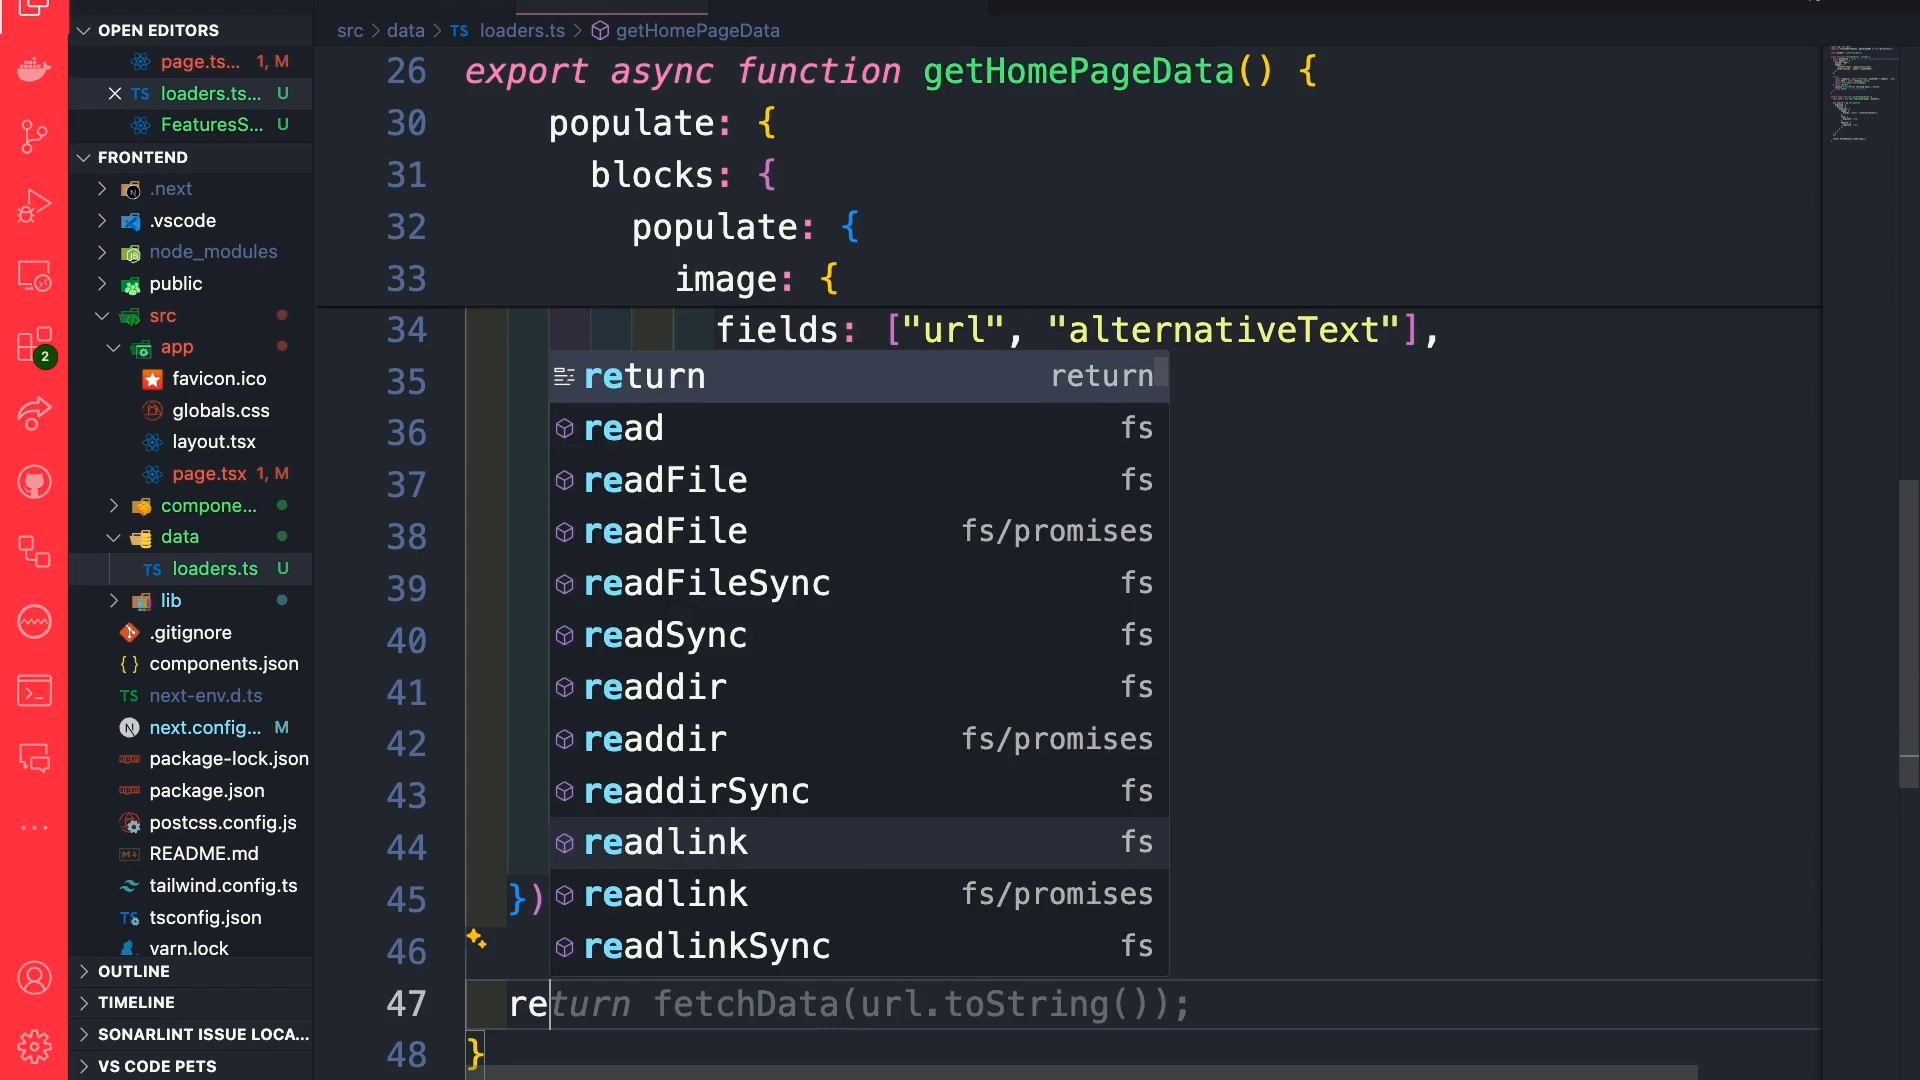 OPEN EDITORS
page.ts... 1, M
loaders.ts... U
FeaturesS... U
FRONTEND
.next
.vscode
node_modules
public
src
app
favicon.ico
globals.css
layout.tsx
page.tsx 1, M
compone...
data
TS loaders.ts U
lib
.gitignore
{ } components.json
TS next-env.d.ts
N next.config... M
package-lock.json
package.json
postcss.config.js
README.md
tailwind.config.ts
TS tsconfig.json
yarn.lock
OUTLINE
TIMELINE
SONARLINT ISSUE LOCA...
VS CODE PETS
2
src > data > TS loaders.ts > getHomePageData
26 export async function getHomePageData() {
30 populate: {
31 blocks: {
32 populate: {
33 image: {
34 fields: ["url", "alternativeText"],
35
36
37
38
39
40
41
42
43
44
45 })
46
47 return fetchData(url.toString());
48 }
return return
read fs
readFile fs
readFile fs/promises
readFileSync fs
readSync fs
readdir fs
readdir fs/promises
readdirSync fs
readlink fs
readlink fs/promises
readlinkSync fs